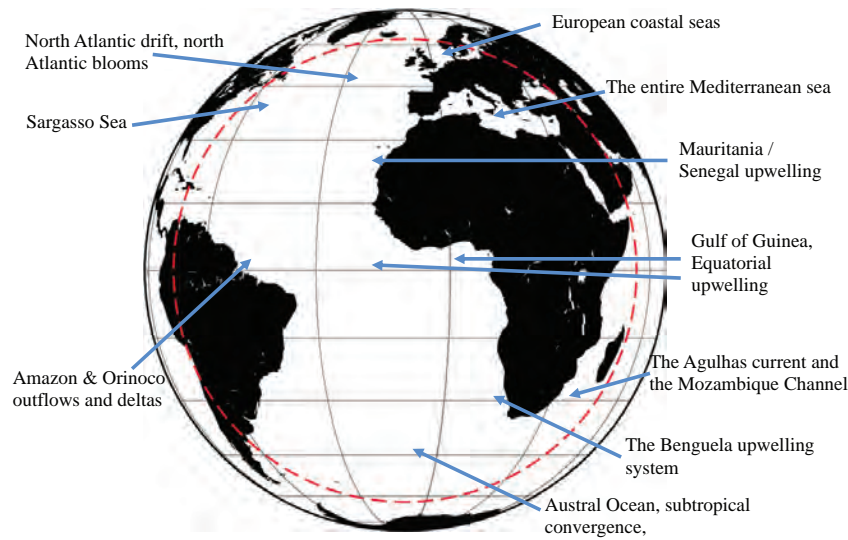 European coastal seas
North Atlantic drift, north
Atlantic blooms
The entire Mediterranean sea
Sargasso Sea
Mauritania /
Senegal upwelling
Gulf of Guinea,
Equatorial
upwelling
Amazon & Orinoco
outflows and deltas
The Agulhas current and
the Mozambique Channel
The Benguela upwelling
system
Austral Ocean, subtropical
convergence,